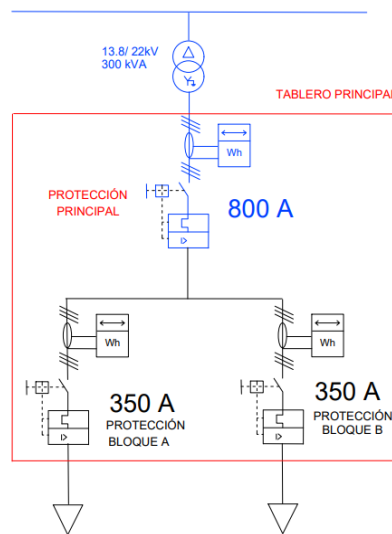 13.8/ 22kV
300 kVA
TABLERO PRINCIPAL
Wh
PROTECCIÓN
PRINCIPAL
800 A
I>
Wh
Wh
350 A
PROTECCIÓN
BLOQUE A
I>
350 A
PROTECCIÓN
BLOQUE B
I>